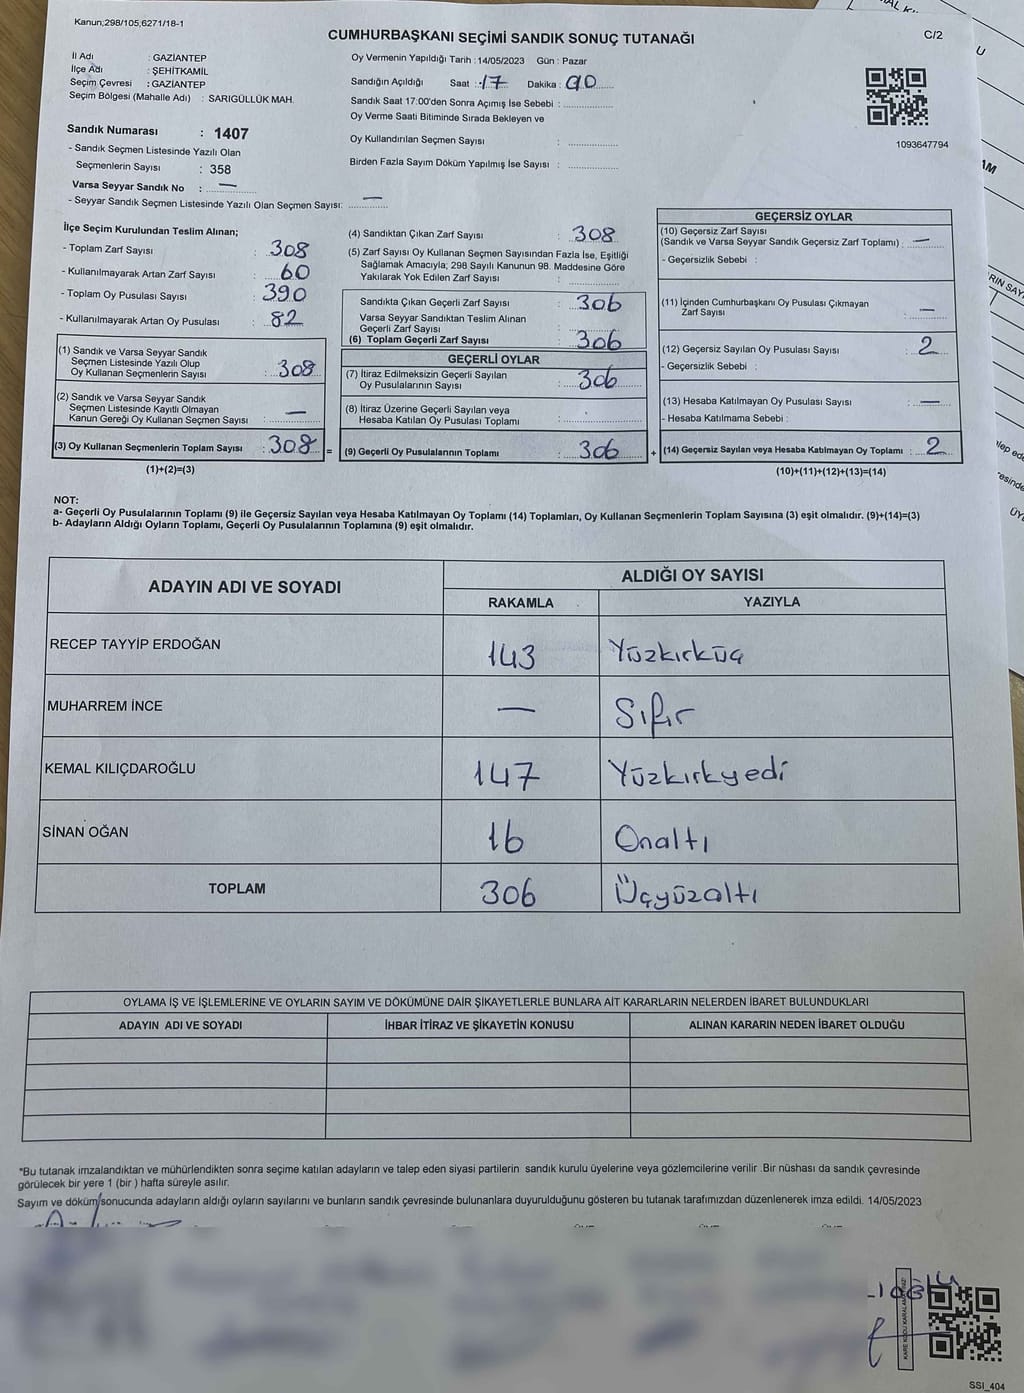 Kanun;298/105,6271/18-1
C/2
CUMHURBAŞKANI SEÇİMİ SANDIK SONUÇ TUTANAĞI
İl Adı : GAZİANTEP
İlçe Adı : ŞEHİTKAMİL
Seçim Çevresi : GAZİANTEP
Seçim Bölgesi (Mahalle Adı) : SARIGÜLLÜK MAH.
Oy Vermenin Yapıldığı Tarih : 14/05/2023 Gün : Pazar
Sandığın Açıldığı Saat : 17 Dakika :
Sandık Saat 17:00'den Sonra Açımış İse Sebebi :
Oy Verme Saati Bitiminde Sırada Bekleyen ve
Oy Kullandırılan Seçmen Sayısı :
Birden Fazla Sayım Döküm Yapılmış İse Sayısı :
1093647794
Sandık Numarası : 1407
- Sandık Seçmen Listesinde Yazılı Olan
Seçmenlerin Sayısı : 358
Varsa Seyyar Sandık No : —
- Seyyar Sandık Seçmen Listesinde Yazılı Olan Seçmen Sayısı: —
İlçe Seçim Kurulundan Teslim Alınan;
- Toplam Zarf Sayısı : 308
- Kullanılmayarak Artan Zarf Sayısı : 60
- Toplam Oy Pusulası Sayısı : 390
- Kullanılmayarak Artan Oy Pusulası : 82
(1) Sandık ve Varsa Seyyar Sandık
Seçmen Listesinde Yazılı Olup
Oy Kullanan Seçmenlerin Sayısı : 308
(2) Sandık ve Varsa Seyyar Sandık
Seçmen Listesinde Kayıtlı Olmayan
Kanun Gereği Oy Kullanan Seçmen Sayısı : —
(3) Oy Kullanan Seçmenlerin Toplam Sayısı : 308 =
(1)+(2)=(3)
(4) Sandıktan Çıkan Zarf Sayısı : 308
(5) Zarf Sayısı Oy Kullanan Seçmen Sayısından Fazla İse, Eşitliği
Sağlamak Amacıyla; 298 Sayılı Kanunun 98. Maddesine Göre
Yakılarak Yok Edilen Zarf Sayısı :
Sandıkta Çıkan Geçerli Zarf Sayısı : 306
Varsa Seyyar Sandıktan Teslim Alınan
Geçerli Zarf Sayısı :
(6) Toplam Geçerli Zarf Sayısı : 306
GEÇERLİ OYLAR
(7) İtiraz Edilmeksizin Geçerli Sayılan
Oy Pusulalarının Sayısı : 306
(8) İtiraz Üzerine Geçerli Sayılan veya
Hesaba Katılan Oy Pusulası Toplamı :
(9) Geçerli Oy Pusulalarının Toplamı : 306 +
GEÇERSİZ OYLAR
(10) Geçersiz Zarf Sayısı
(Sandık ve Varsa Seyyar Sandık Geçersiz Zarf Toplamı) : —
- Geçersizlik Sebebi :
(11) İçinden Cumhurbaşkanı Oy Pusulası Çıkmayan
Zarf Sayısı : —
(12) Geçersiz Sayılan Oy Pusulası Sayısı : 2
- Geçersizlik Sebebi :
(13) Hesaba Katılmayan Oy Pusulası Sayısı : —
- Hesaba Katılmama Sebebi :
(14) Geçersiz Sayılan veya Hesaba Katılmayan Oy Toplamı : 2
(10)+(11)+(12)+(13)=(14)
NOT:
a- Geçerli Oy Pusulalarının Toplamı (9) ile Geçersiz Sayılan veya Hesaba Katılmayan Oy Toplamı (14) Toplamları, Oy Kullanan Seçmenlerin Toplam Sayısına (3) eşit olmalıdır. (9)+(14)=(3)
b- Adayların Aldığı Oyların Toplamı, Geçerli Oy Pusulalarının Toplamına (9) eşit olmalıdır.
ADAYIN ADI VE SOYADI
ALDIĞI OY SAYISI
RAKAMLA YAZIYLA
RECEP TAYYİP ERDOĞAN 143 Yüzkırküç
MUHARREM İNCE — Sıfır
KEMAL KILIÇDAROĞLU 147 Yüzkırkyedi
SİNAN OĞAN 16 Onaltı
TOPLAM 306 Üçyüzaltı
OYLAMA İŞ VE İŞLEMLERİNE VE OYLARIN SAYIM VE DÖKÜMÜNE DAİR ŞİKAYETLERLE BUNLARA AİT KARARLARIN NELERDEN İBARET BULUNDUKLARI
ADAYIN ADI VE SOYADI İHBAR İTİRAZ VE ŞİKAYETİN KONUSU ALINAN KARARIN NEDEN İBARET OLDUĞU
*Bu tutanak imzalandıktan ve mühürlendikten sonra seçime katılan adayların ve talep eden siyasi partilerin sandık kurulu üyelerine veya gözlemcilerine verilir .Bir nüshası da sandık çevresinde
görülecek bir yere 1 (bir ) hafta süreyle asılır.
Sayım ve döküm sonucunda adayların aldığı oyların sayılarını ve bunların sandık çevresinde bulunanlara duyurulduğunu gösteren bu tutanak tarafımızdan düzenlenerek imza edildi. 14/05/2023
SSI_404